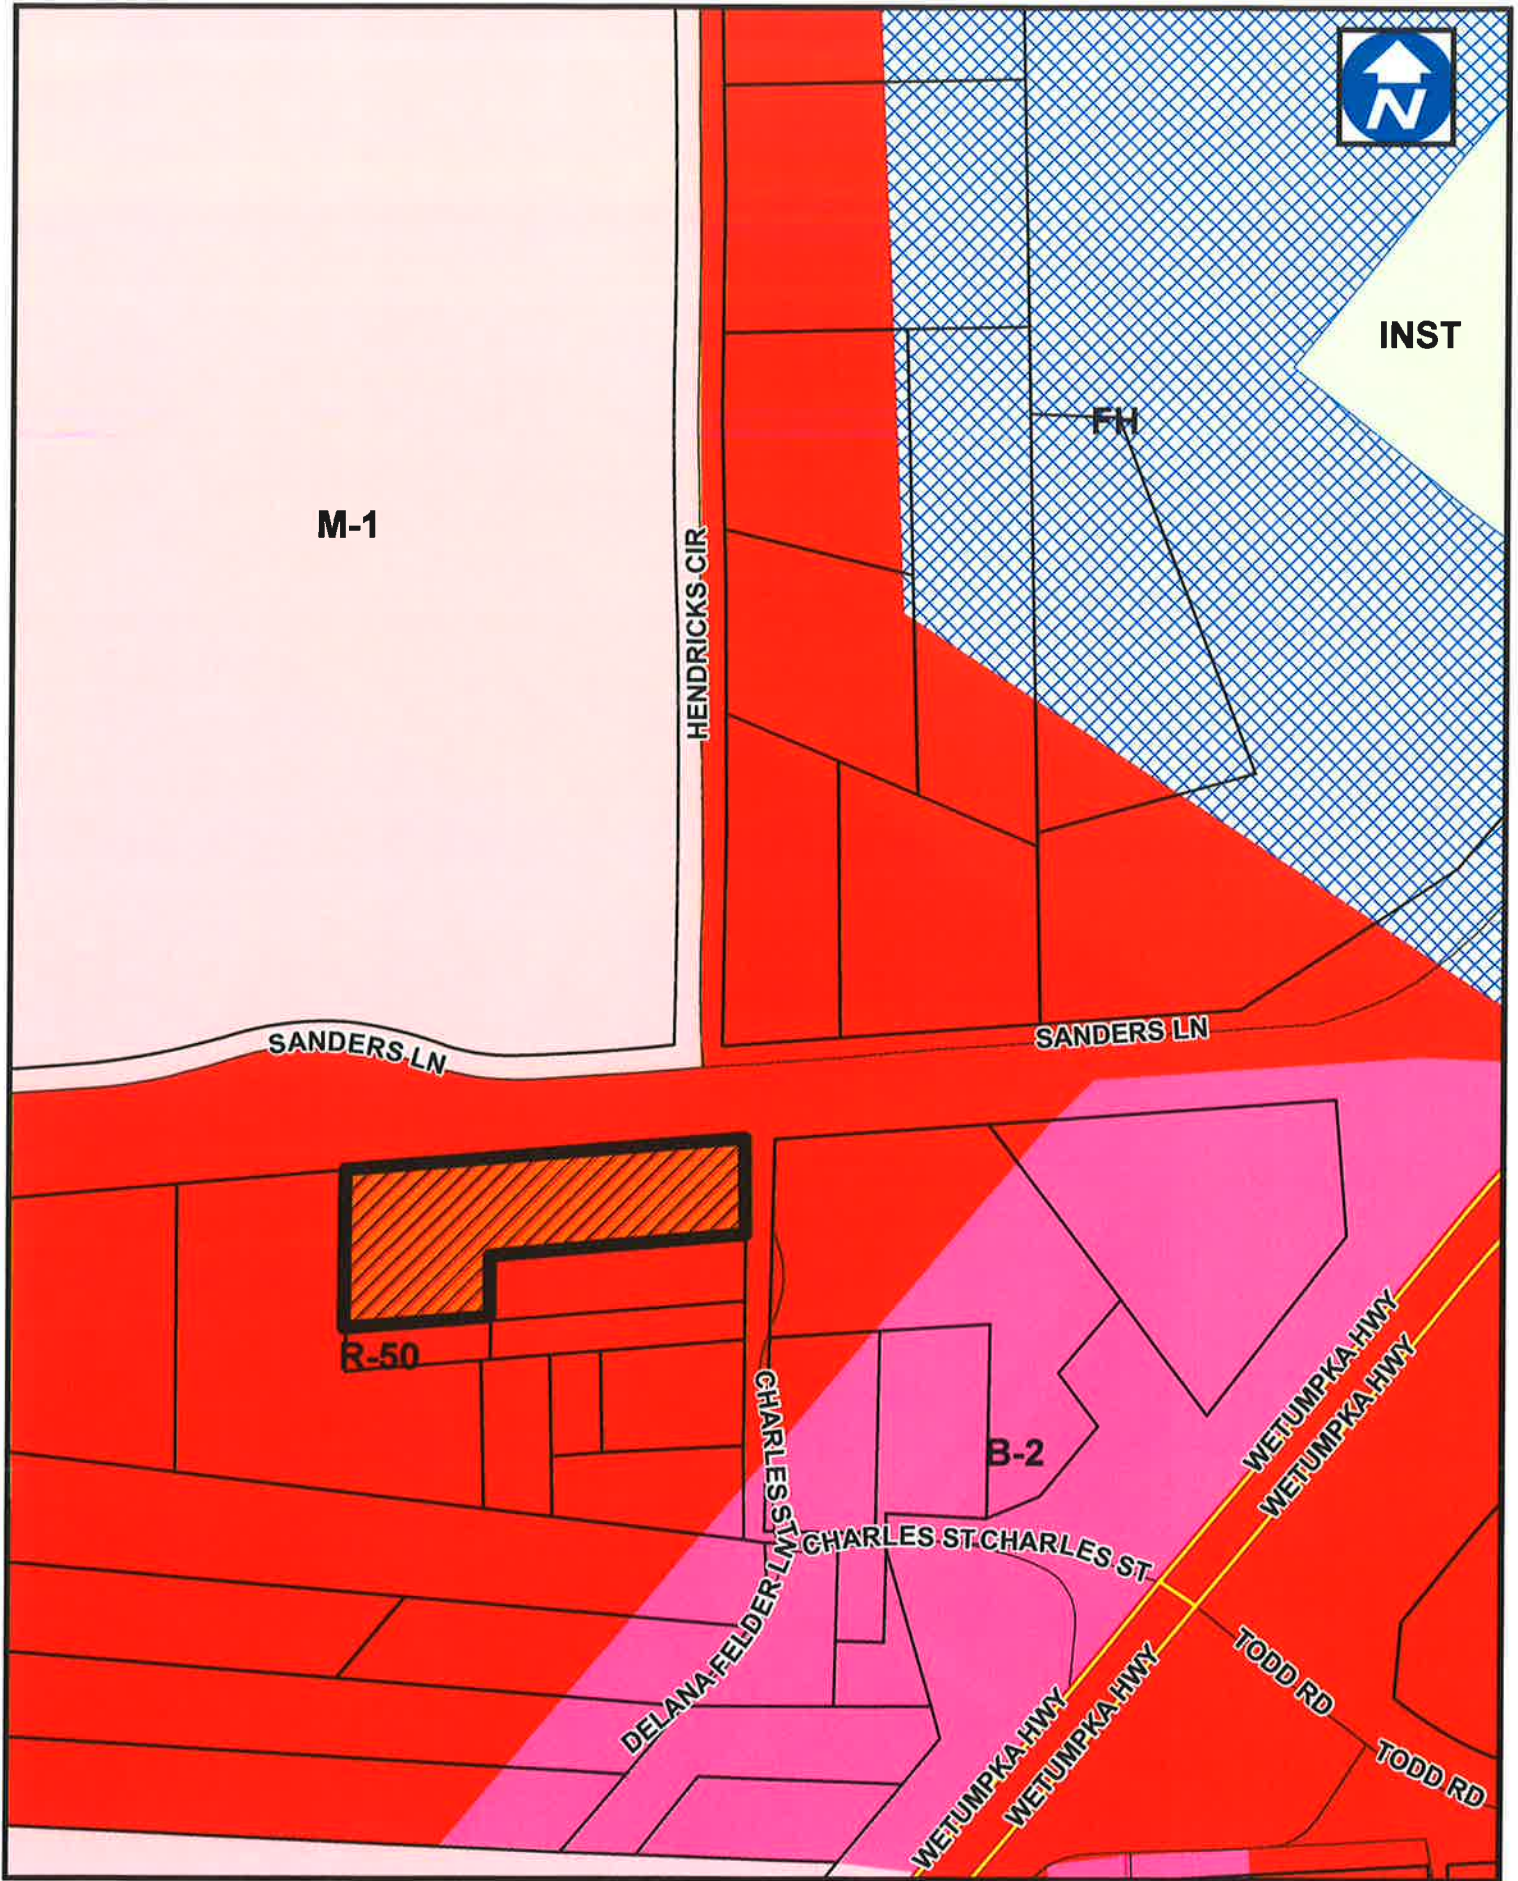 N
INST
FH
M-1
HENDRICKS CIR
SANDERS LN
SANDERS LN
R-50
WETUMPKA HWY
WETUMPKA HWY
CHARLES ST
B-2
CHARLES ST
CHARLES ST
DELANA FELDER LN
TODD RD
TODD RD
WETUMPKA HWY
WETUMPKA HWY